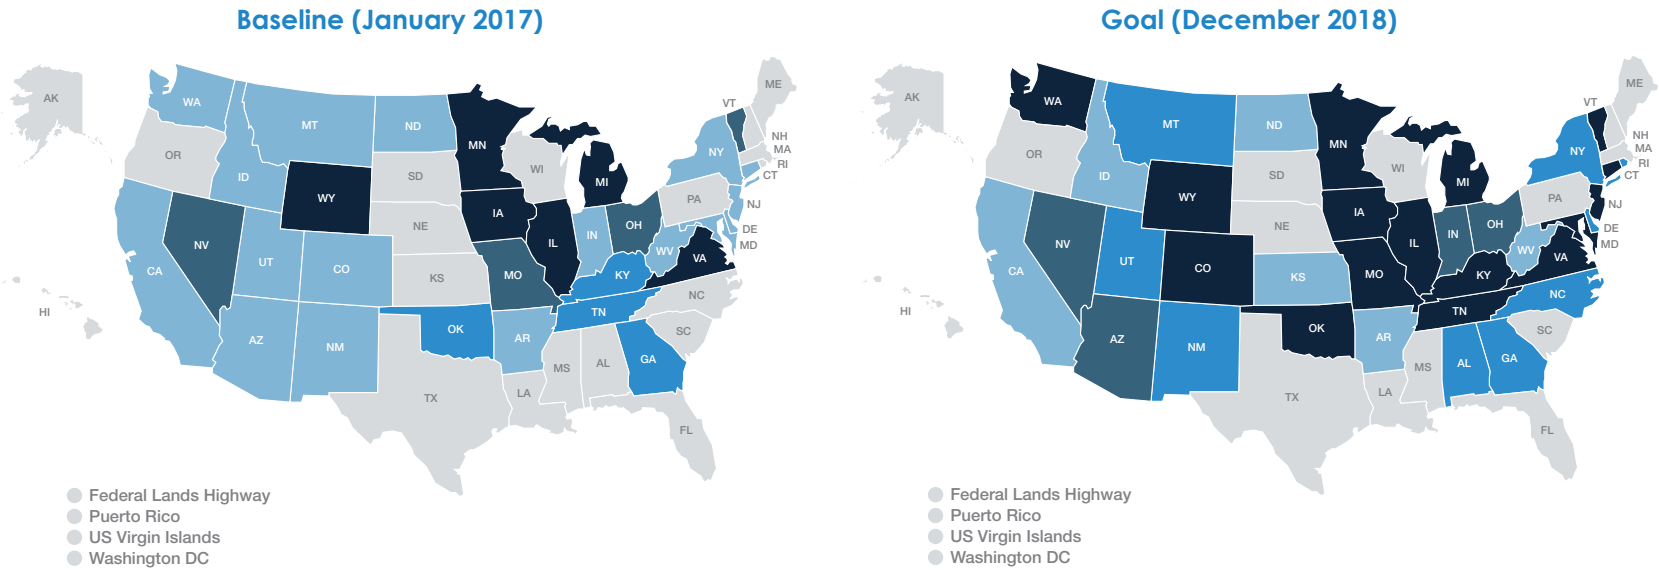 Baseline (January 2017)
AK
WA
MT
ND
MN
VT
ME
NH
MA
RI
CT
NY
OR
ID
SD
WI
MI
WY
PA
NJ
NE
IA
NV
OH
IN
IL
DE
MD
UT
CO
WV
VA
CA
KS
MO
KY
NC
HI
TN
OK
AR
SC
AZ
NM
GA
MS
AL
LA
TX
FL
Federal Lands Highway
Puerto Rico
US Virgin Islands
Washington DC
Goal (December 2018)
AK
WA
MT
ND
MN
VT
ME
NH
MA
RI
CT
NY
OR
ID
SD
WI
MI
WY
PA
NJ
NE
IA
NV
OH
IN
IL
DE
MD
UT
CO
WV
VA
CA
KS
MO
KY
NC
HI
TN
OK
AR
SC
AZ
NM
GA
MS
AL
LA
TX
FL
Federal Lands Highway
Puerto Rico
US Virgin Islands
Washington DC